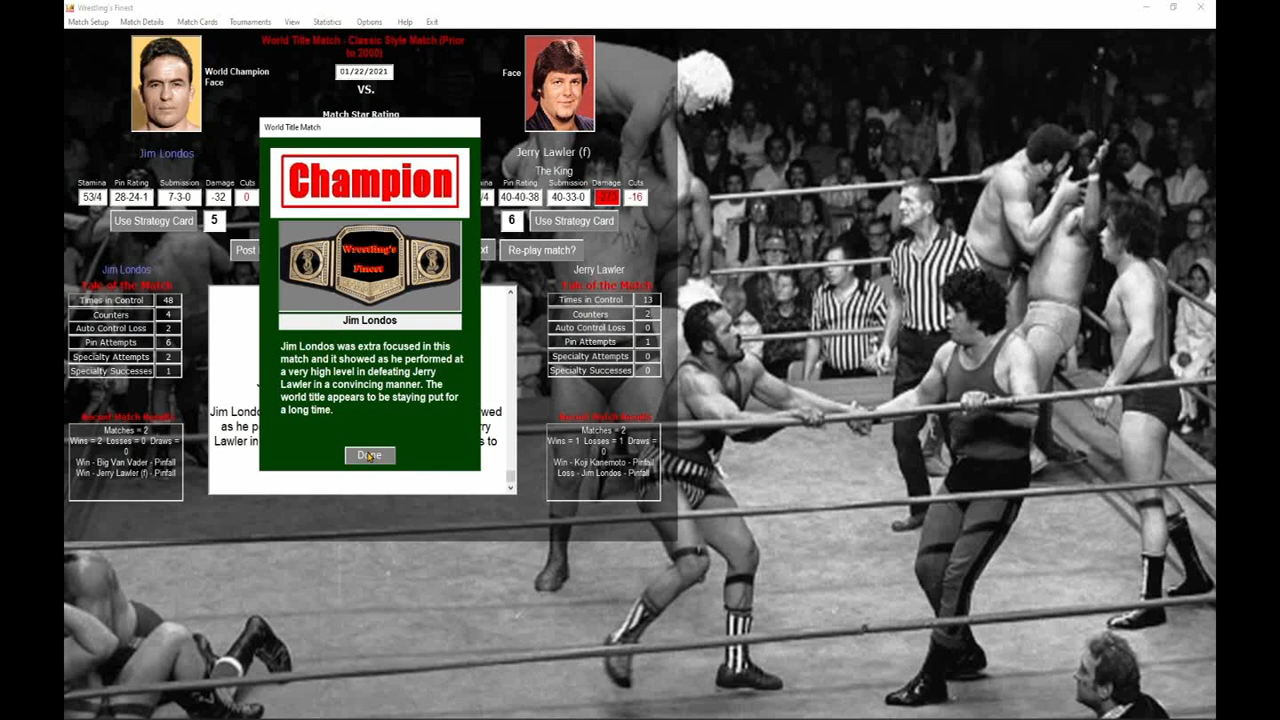 Wrestling's Finest
Match Setup Match Details Match Cards Tournaments View Statistics Options Help Exit
World Title Match - Classic Style Match (Prior
to 2000)
World Champion
Face
01/22/2021
VS.
Match Star Rating
Face
Jim Londos
Jerry Lawler (f)
The King
Stamina Pin Rating Submission Damage Cuts
53/4 28-24-1 7-3-0 -32 0
Pin Rating Submission Damage Cuts
40-40-38 40-33-0 -16
Use Strategy Card 5
6 Use Strategy Card
Post
Re-play match?
World Title Match
Champion
Wrestling's
Finest
Jim Londos
Jim Londos was extra focused in this
match and it showed as he performed at
a very high level in defeating Jerry
Lawler in a convincing manner. The
world title appears to be staying put for
a long time.
Done
Jim Londos
Tale of the Match
Times in Control 48
Counters 4
Auto Control Loss 2
Pin Attempts 6
Specialty Attempts 2
Specialty Successes 1
Recent Match Results
Matches = 2
Wins = 2 Losses = 0 Draws =
0
Win - Big Van Vader - Pinfall
Win - Jerry Lawler (f) - Pinfall
Jerry Lawler
Tale of the Match
Times in Control 13
Counters 2
Auto Control Loss 0
Pin Attempts 1
Specialty Attempts 0
Specialty Successes 0
Recent Match Results
Matches = 2
Wins = 1 Losses = 1 Draws =
0
Win - Koji Kanemoto - Pinfall
Loss - Jim Londos - Pinfall